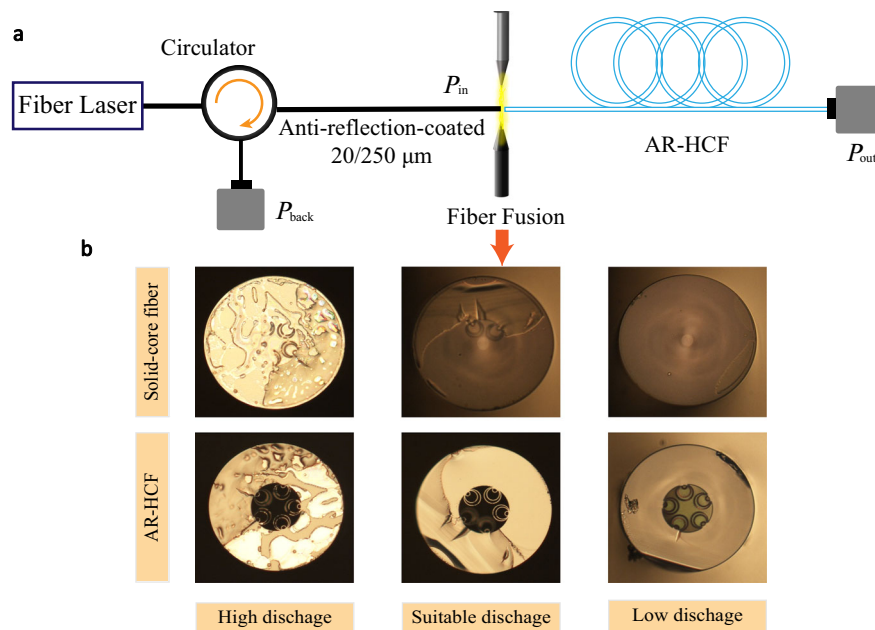 a
Circulator
Fiber Laser
P_in
Anti-reflection-coated
20/250 μm
AR-HCF
P_out
P_back
Fiber Fusion
b
Solid-core fiber
AR-HCF
High dischage
Suitable dischage
Low dischage